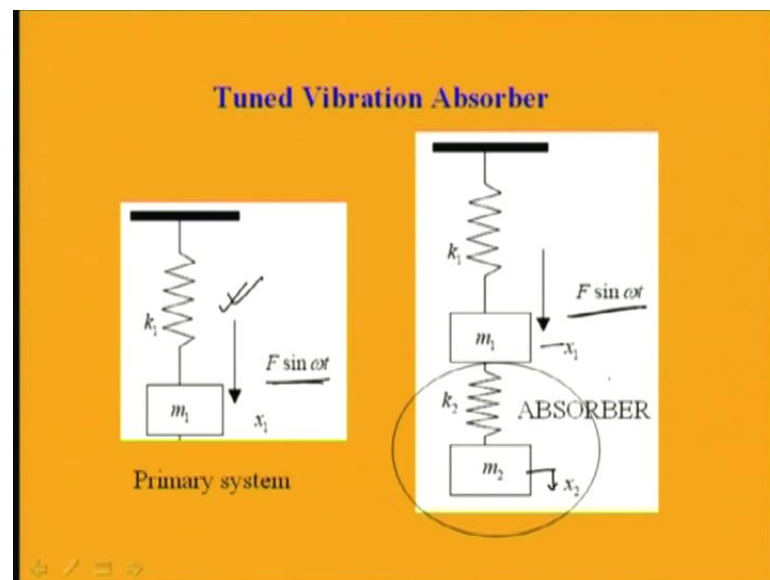 Tuned Vibration Absorber
k₁
F sin ωt
m₁
x₁
Primary system
k₁
F sin ωt
m₁
x₁
k₂
ABSORBER
m₂
x₂